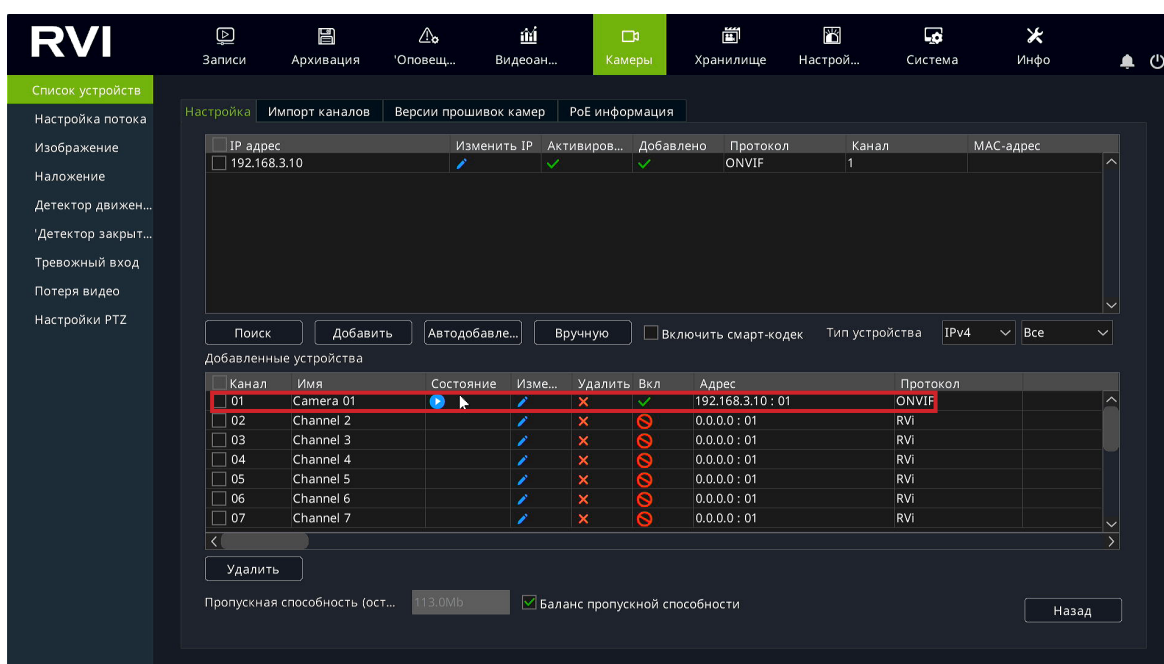 RVI
Записи Архивация 'Оповещ... Видеоан... Камеры Хранилище Настрой... Система Инфо
Список устройств
Настройка потока
Изображение
Наложение
Детектор движен...
'Детектор закрыт...
Тревожный вход
Потеря видео
Настройки PTZ
Настройка Импорт каналов Версии прошивок камер PoE информация
IP адрес Изменить IP Активиров... Добавлено Протокол Канал MAC-адрес
192.168.3.10 ONVIF 1
Поиск Добавить Автодобавле... Вручную Включить смарт-кодек Тип устройства IPv4 Все
Добавленные устройства
Канал Имя Состояние Изме... Удалить Вкл Адрес Протокол
01 Camera 01 192.168.3.10 : 01 ONVIF
02 Channel 2 0.0.0.0 : 01 RVi
03 Channel 3 0.0.0.0 : 01 RVi
04 Channel 4 0.0.0.0 : 01 RVi
05 Channel 5 0.0.0.0 : 01 RVi
06 Channel 6 0.0.0.0 : 01 RVi
07 Channel 7 0.0.0.0 : 01 RVi
Удалить
Пропускная способность (ост... 113.0Mb Баланс пропускной способности
Назад